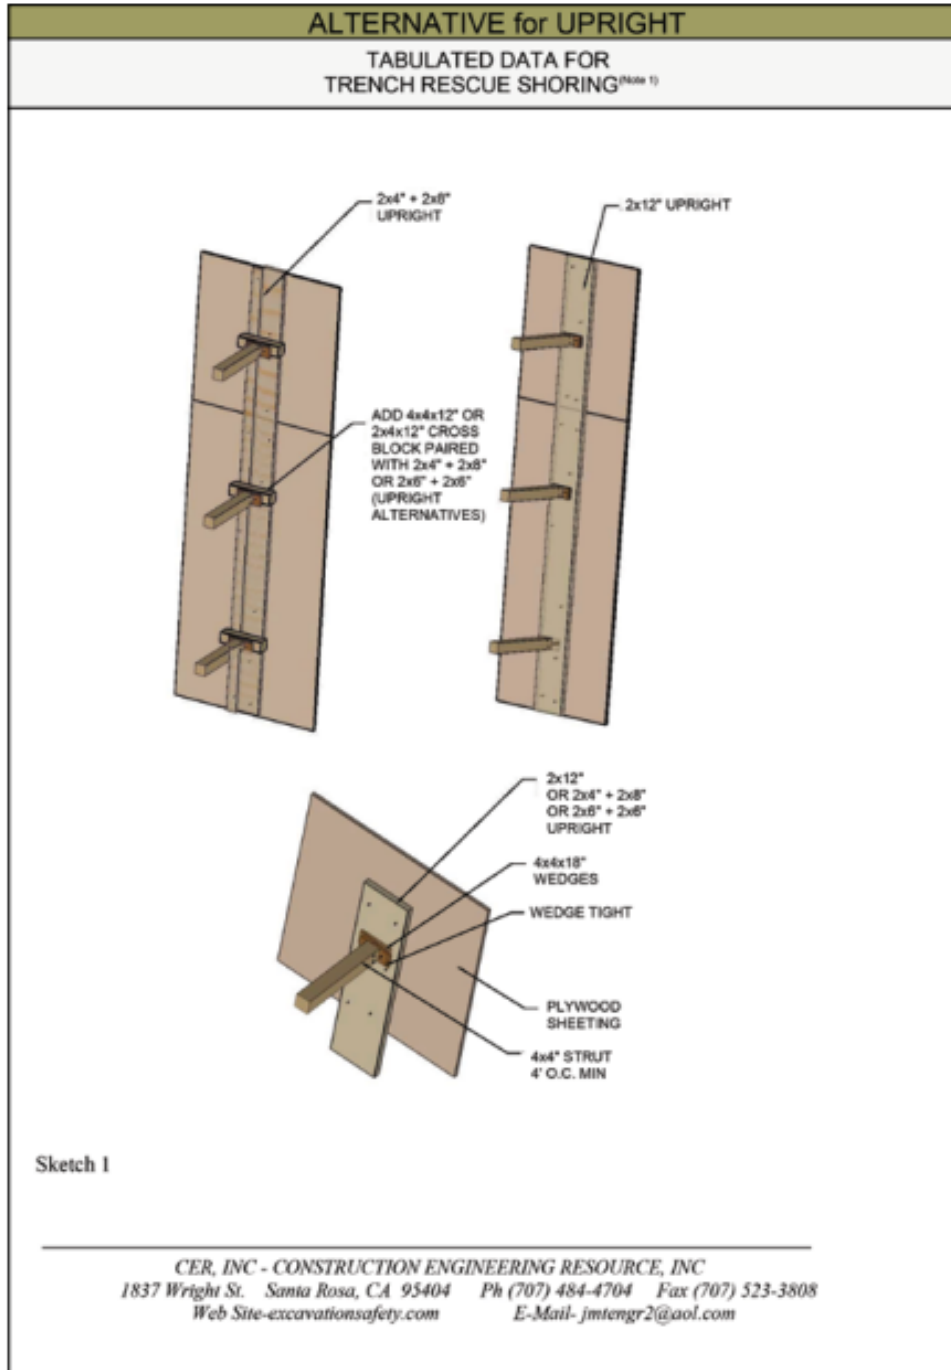 ALTERNATIVE for UPRIGHT
TABULATED DATA FOR
TRENCH RESCUE SHORING(Note 1)
2x4" + 2x8"
UPRIGHT
2x12" UPRIGHT
ADD 4x4x12" OR
2x4x12" CROSS
BLOCK PAIRED
WITH 2x4" + 2x8"
OR 2x6" + 2x6"
(UPRIGHT
ALTERNATIVES)
2x12"
OR 2x4" + 2x8"
OR 2x6" + 2x6"
UPRIGHT
4x4x18"
WEDGES
WEDGE TIGHT
PLYWOOD
SHEETING
4x4" STRUT
4' O.C. MIN
Sketch 1
CER, INC - CONSTRUCTION ENGINEERING RESOURCE, INC
1837 Wright St. Santa Rosa, CA 95404 Ph (707) 484-4704 Fax (707) 523-3808
Web Site-excavationsafety.com E-Mail- jmtengr2@aol.com